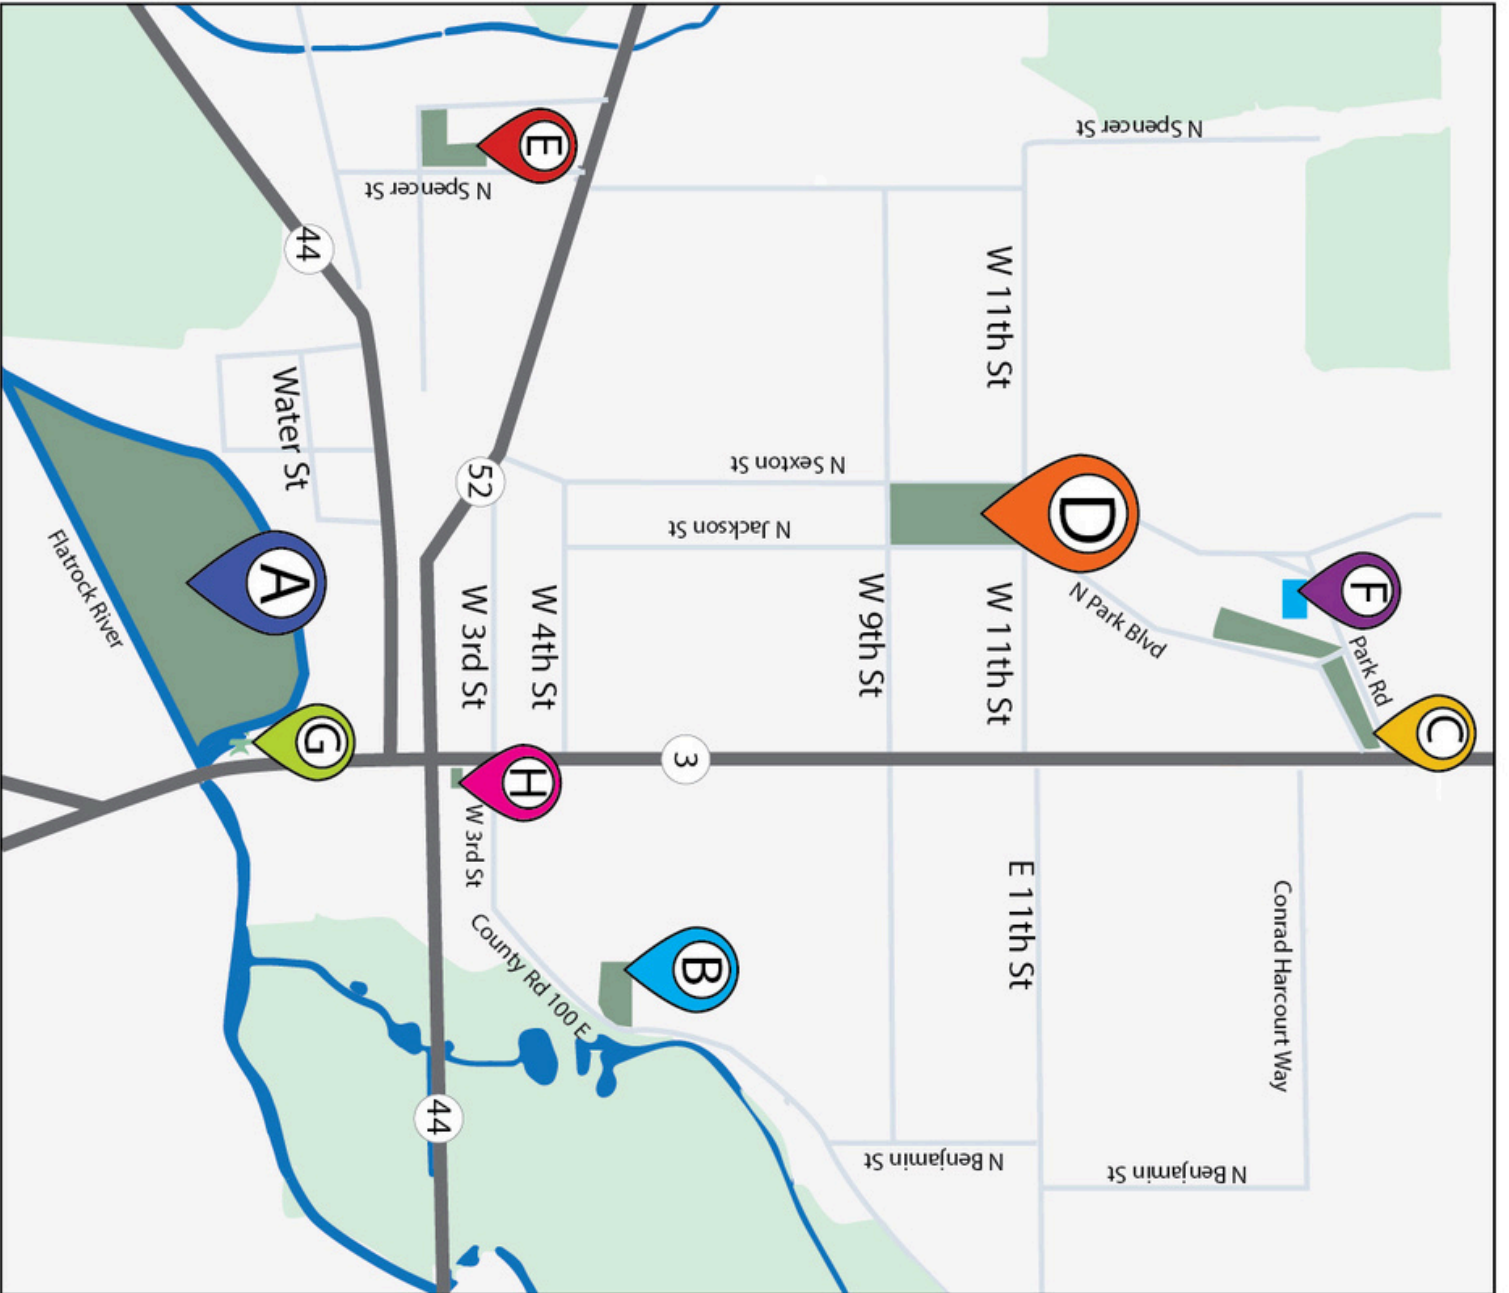 C
F
Park Rd
Conrad Harcourt Way
N Spencer St
N Benjamin St
N Park Blvd
D
E 11th St
W 11th St
W 11th St
N Benjamin St
W 9th St
N Sexton St
N Jackson St
B
3
E
W 4th St
H
County Rd 100 E
52
W 3rd St
W 3rd St
44
N Spencer St
G
44
Water St
A
Flatrock River